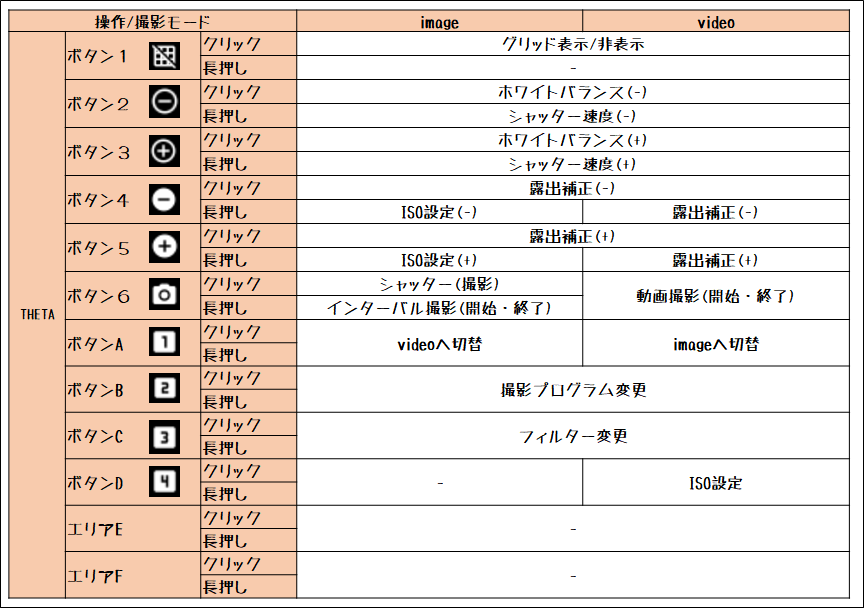 操作/撮影モード image video
THETA
ボタン1 クリック グリッド表示/非表示
長押し -
ボタン2 クリック ホワイトバランス(-)
長押し シャッター速度(-)
ボタン3 クリック ホワイトバランス(+)
長押し シャッター速度(+)
ボタン4 クリック 露出補正(-)
長押し ISO設定(-) 露出補正(-)
ボタン5 クリック 露出補正(+)
長押し ISO設定(+) 露出補正(+)
ボタン6 クリック シャッター(撮影) 動画撮影(開始・終了)
長押し インターバル撮影(開始・終了)
ボタンA 1 クリック videoへ切替 imageへ切替
長押し
ボタンB 2 クリック 撮影プログラム変更
長押し
ボタンC 3 クリック フィルター変更
長押し
ボタンD 4 クリック - ISO設定
長押し
エリアE クリック -
長押し
エリアF クリック -
長押し